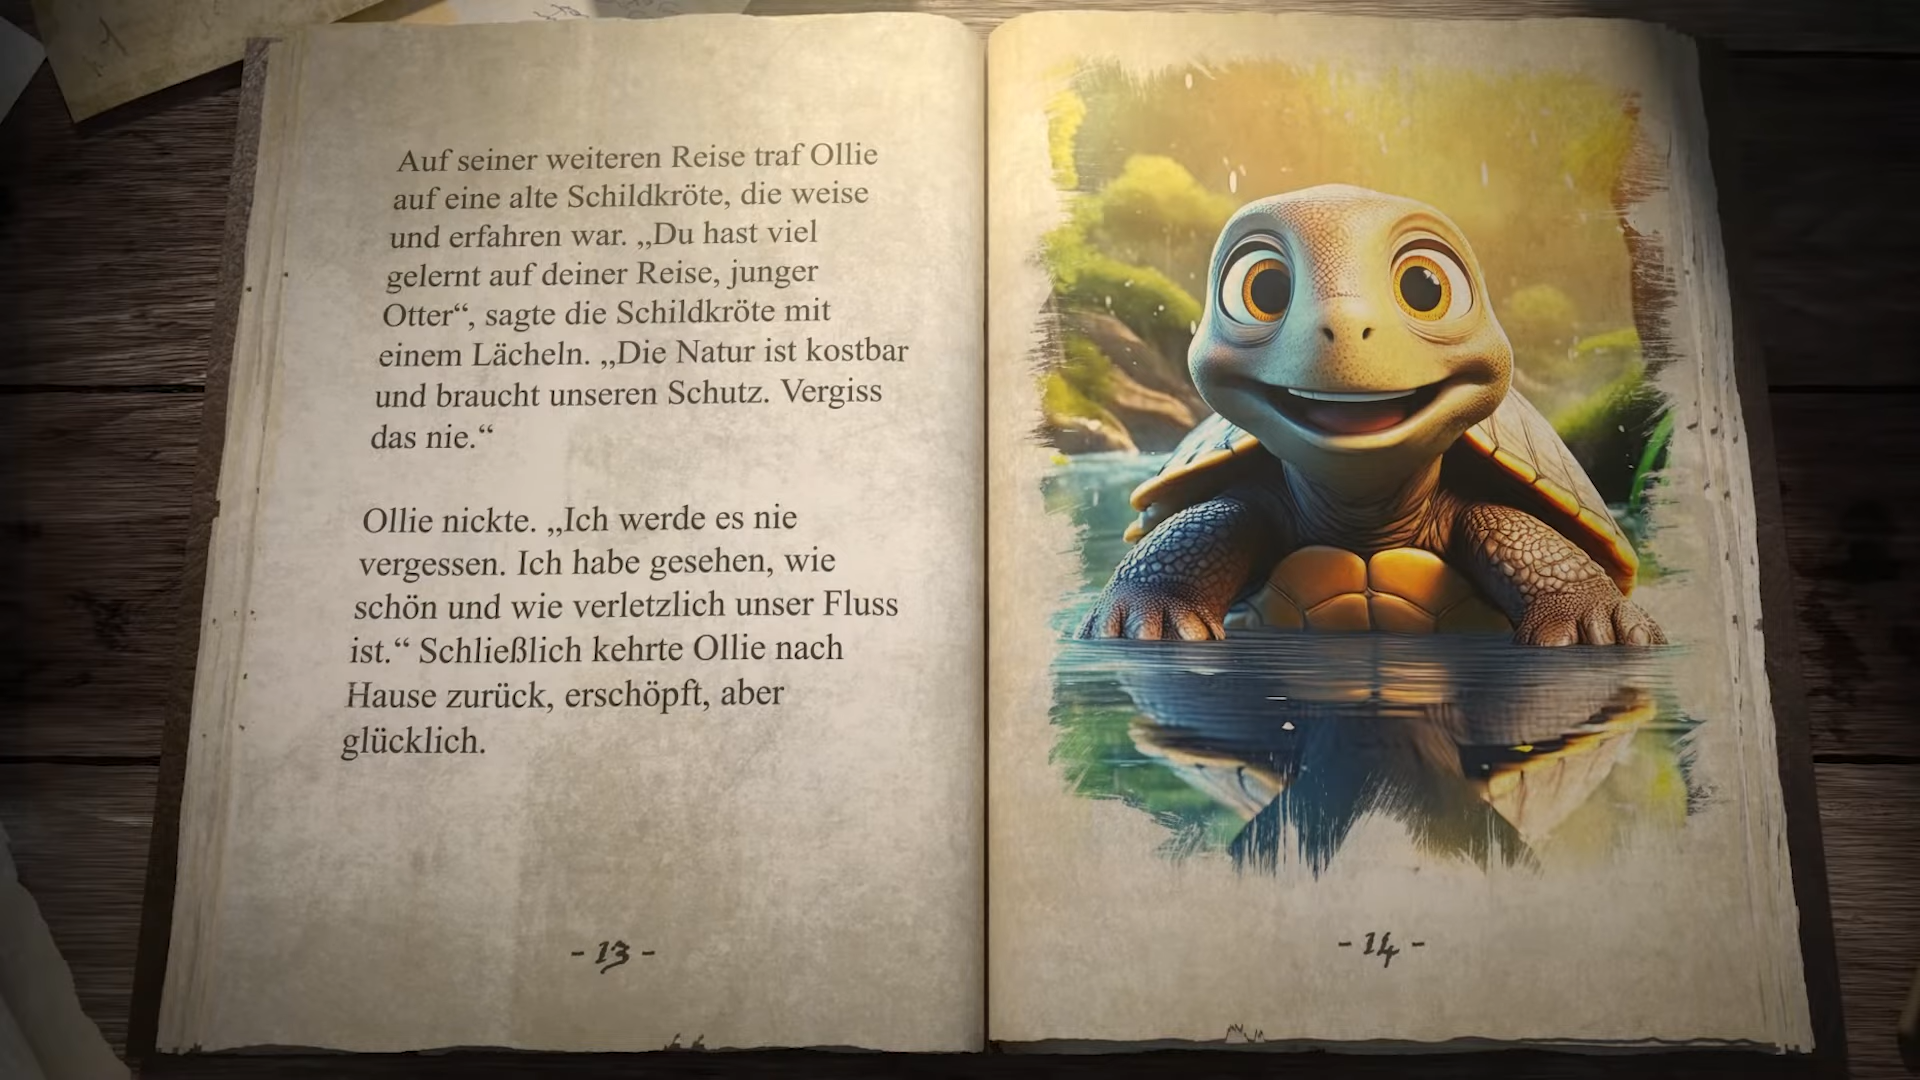 Auf seiner weiteren Reise traf Ollie
auf eine alte Schildkröte, die weise
und erfahren war. „Du hast viel
gelernt auf deiner Reise, junger
Otter“, sagte die Schildkröte mit
einem Lächeln. „Die Natur ist kostbar
und braucht unseren Schutz. Vergiss
das nie.“
Ollie nickte. „Ich werde es nie
vergessen. Ich habe gesehen, wie
schön und wie verletzlich unser Fluss
ist.“ Schließlich kehrte Ollie nach
Hause zurück, erschöpft, aber
glücklich.
- 13 -
- 14 -